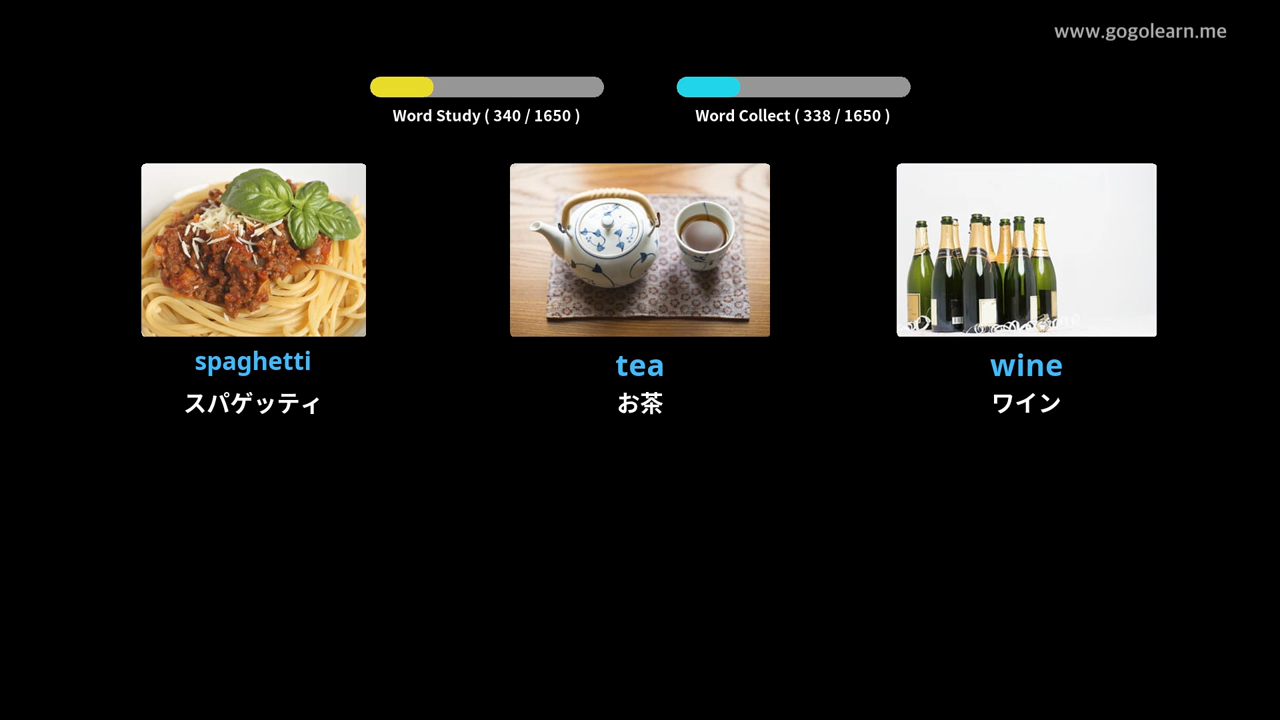 www.gogolearn.me
Word Study ( 340 / 1650 )
Word Collect ( 338 / 1650 )
spaghetti
スパゲッティ
tea
お茶
wine
ワイン